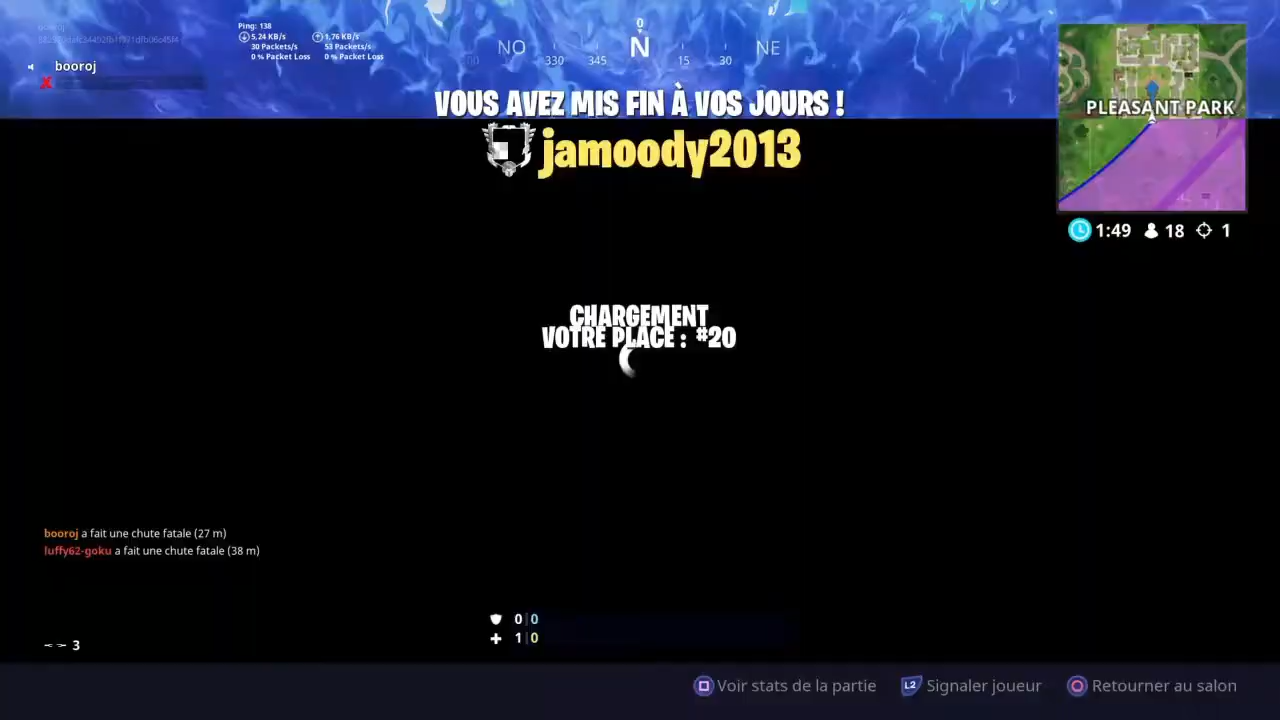 booroj
booroj
Ping: 138
5,24 KB/s
1,76 KB/s
30 Packets/s
53 Packets/s
0 % Packet Loss
0 % Packet Loss
0
NO
N
NE
330
345
15
30
VOUS AVEZ MIS FIN À VOS JOURS !
jamoody2013
PLEASANT PARK
1:49
18
1
CHARGEMENT
VOTRE PLACE : #20
booroj a fait une chute fatale (27 m)
luffy62-goku a fait une chute fatale (38 m)
0|0
1|0
3
Voir stats de la partie
L2
Signaler joueur
Retourner au salon